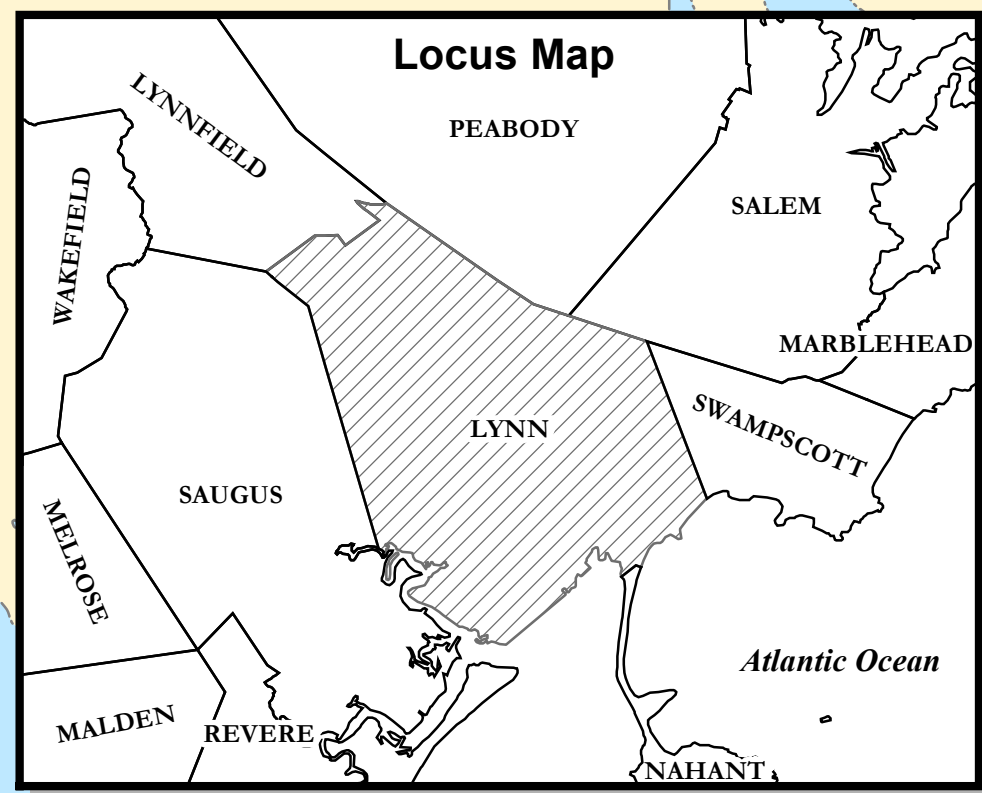 Locus Map
LYNNFIELD
PEABODY
WAKEFIELD
SALEM
MARBLEHEAD
LYNN
SWAMPSCOTT
SAUGUS
MELROSE
Atlantic Ocean
MALDEN
REVERE
NAHANT